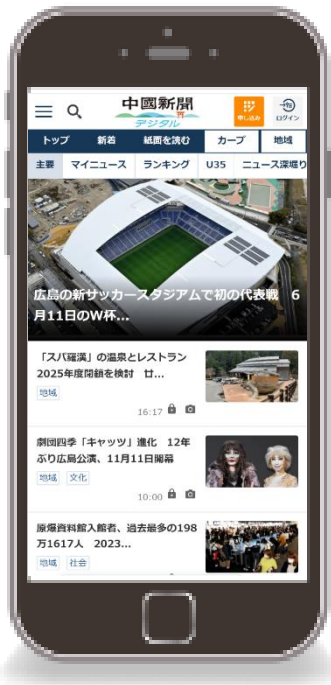 中國新聞
デジタル
申し込み
ログイン
トップ 新着 紙面を読む カープ 地域
主要 マイニュース ランキング U35 ニュース深堀り
広島の新サッカースタジアムで初の代表戦 6
月11日のW杯...
「スパ羅漢」の温泉とレストラン
2025年度閉鎖を検討 廿...
地域
16:17
劇団四季「キャッツ」進化 12年
ぶり広島公演、11月11日開幕
地域 文化
10:00
原爆資料館入館者、過去最多の198
万1617人 2023...
地域 社会